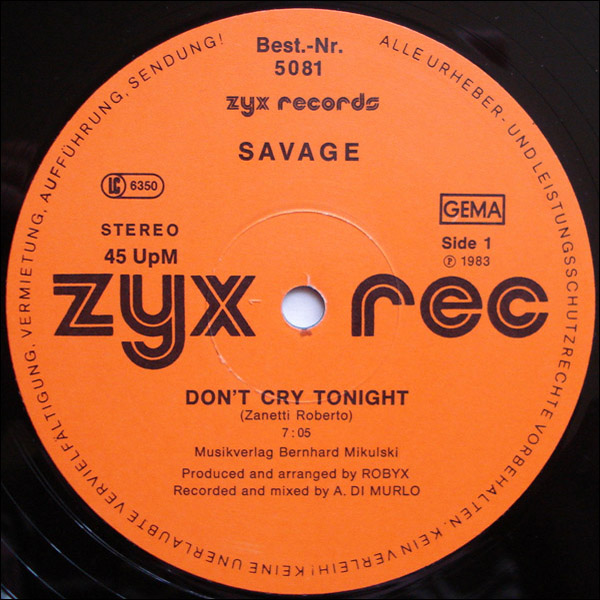 Best.-Nr.
5081
zyx records
SAVAGE
LC 6350
GEMA
STEREO
45 UpM
Side 1
Ⓟ 1983
zyx rec
DON'T CRY TONIGHT
(Zanetti Roberto)
7:05
Musikverlag Bernhard Mikulski
Produced and arranged by ROBYX
Recorded and mixed by A. DI MURLO
ALLE URHEBER- UND LEISTUNGSSCHUTZRECHTE VORBEHALTEN. KEIN VERLEIH! KEINE UNERLAUBTE VERVIELFÄLTIGUNG. VERMIETUNG, AUFFÜHRUNG, SENDUNG!